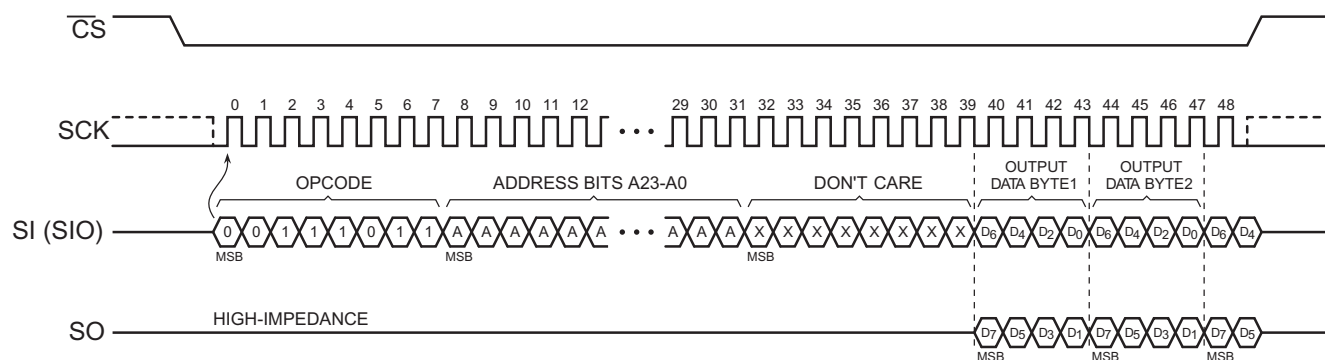 CS
0 1 2 3 4 5 6 7 8 9 10 11 12 29 30 31 32 33 34 35 36 37 38 39 40 41 42 43 44 45 46 47 48
SCK • • •
OPCODE ADDRESS BITS A23-A0 DON'T CARE OUTPUT DATA BYTE1 OUTPUT DATA BYTE2
SI (SIO) 0 0 1 1 1 0 1 1 A A A A A A • • • A A A X X X X X X X X D6 D4 D2 D0 D6 D4 D2 D0 D6 D4
MSB MSB MSB
HIGH-IMPEDANCE
SO D7 D5 D3 D1 D7 D5 D3 D1 D7 D5
MSB MSB MSB